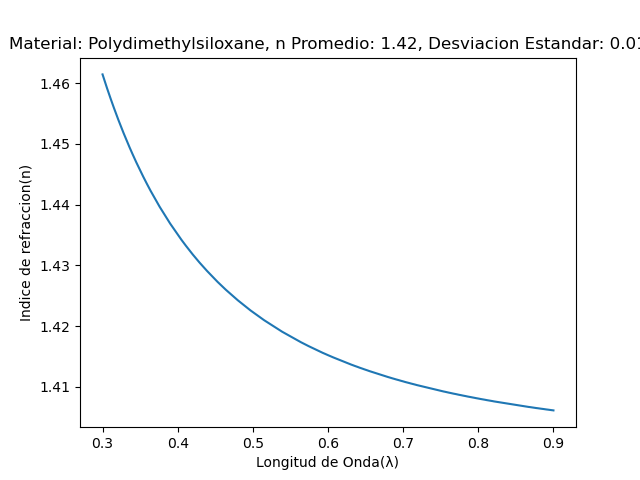 Material: Polydimethylsiloxane, n Promedio: 1.42, Desviacion Estandar: 0.01
1.46
1.45
1.44
1.43
1.42
1.41
Indice de refraccion(n)
0.3 0.4 0.5 0.6 0.7 0.8 0.9
Longitud de Onda(λ)